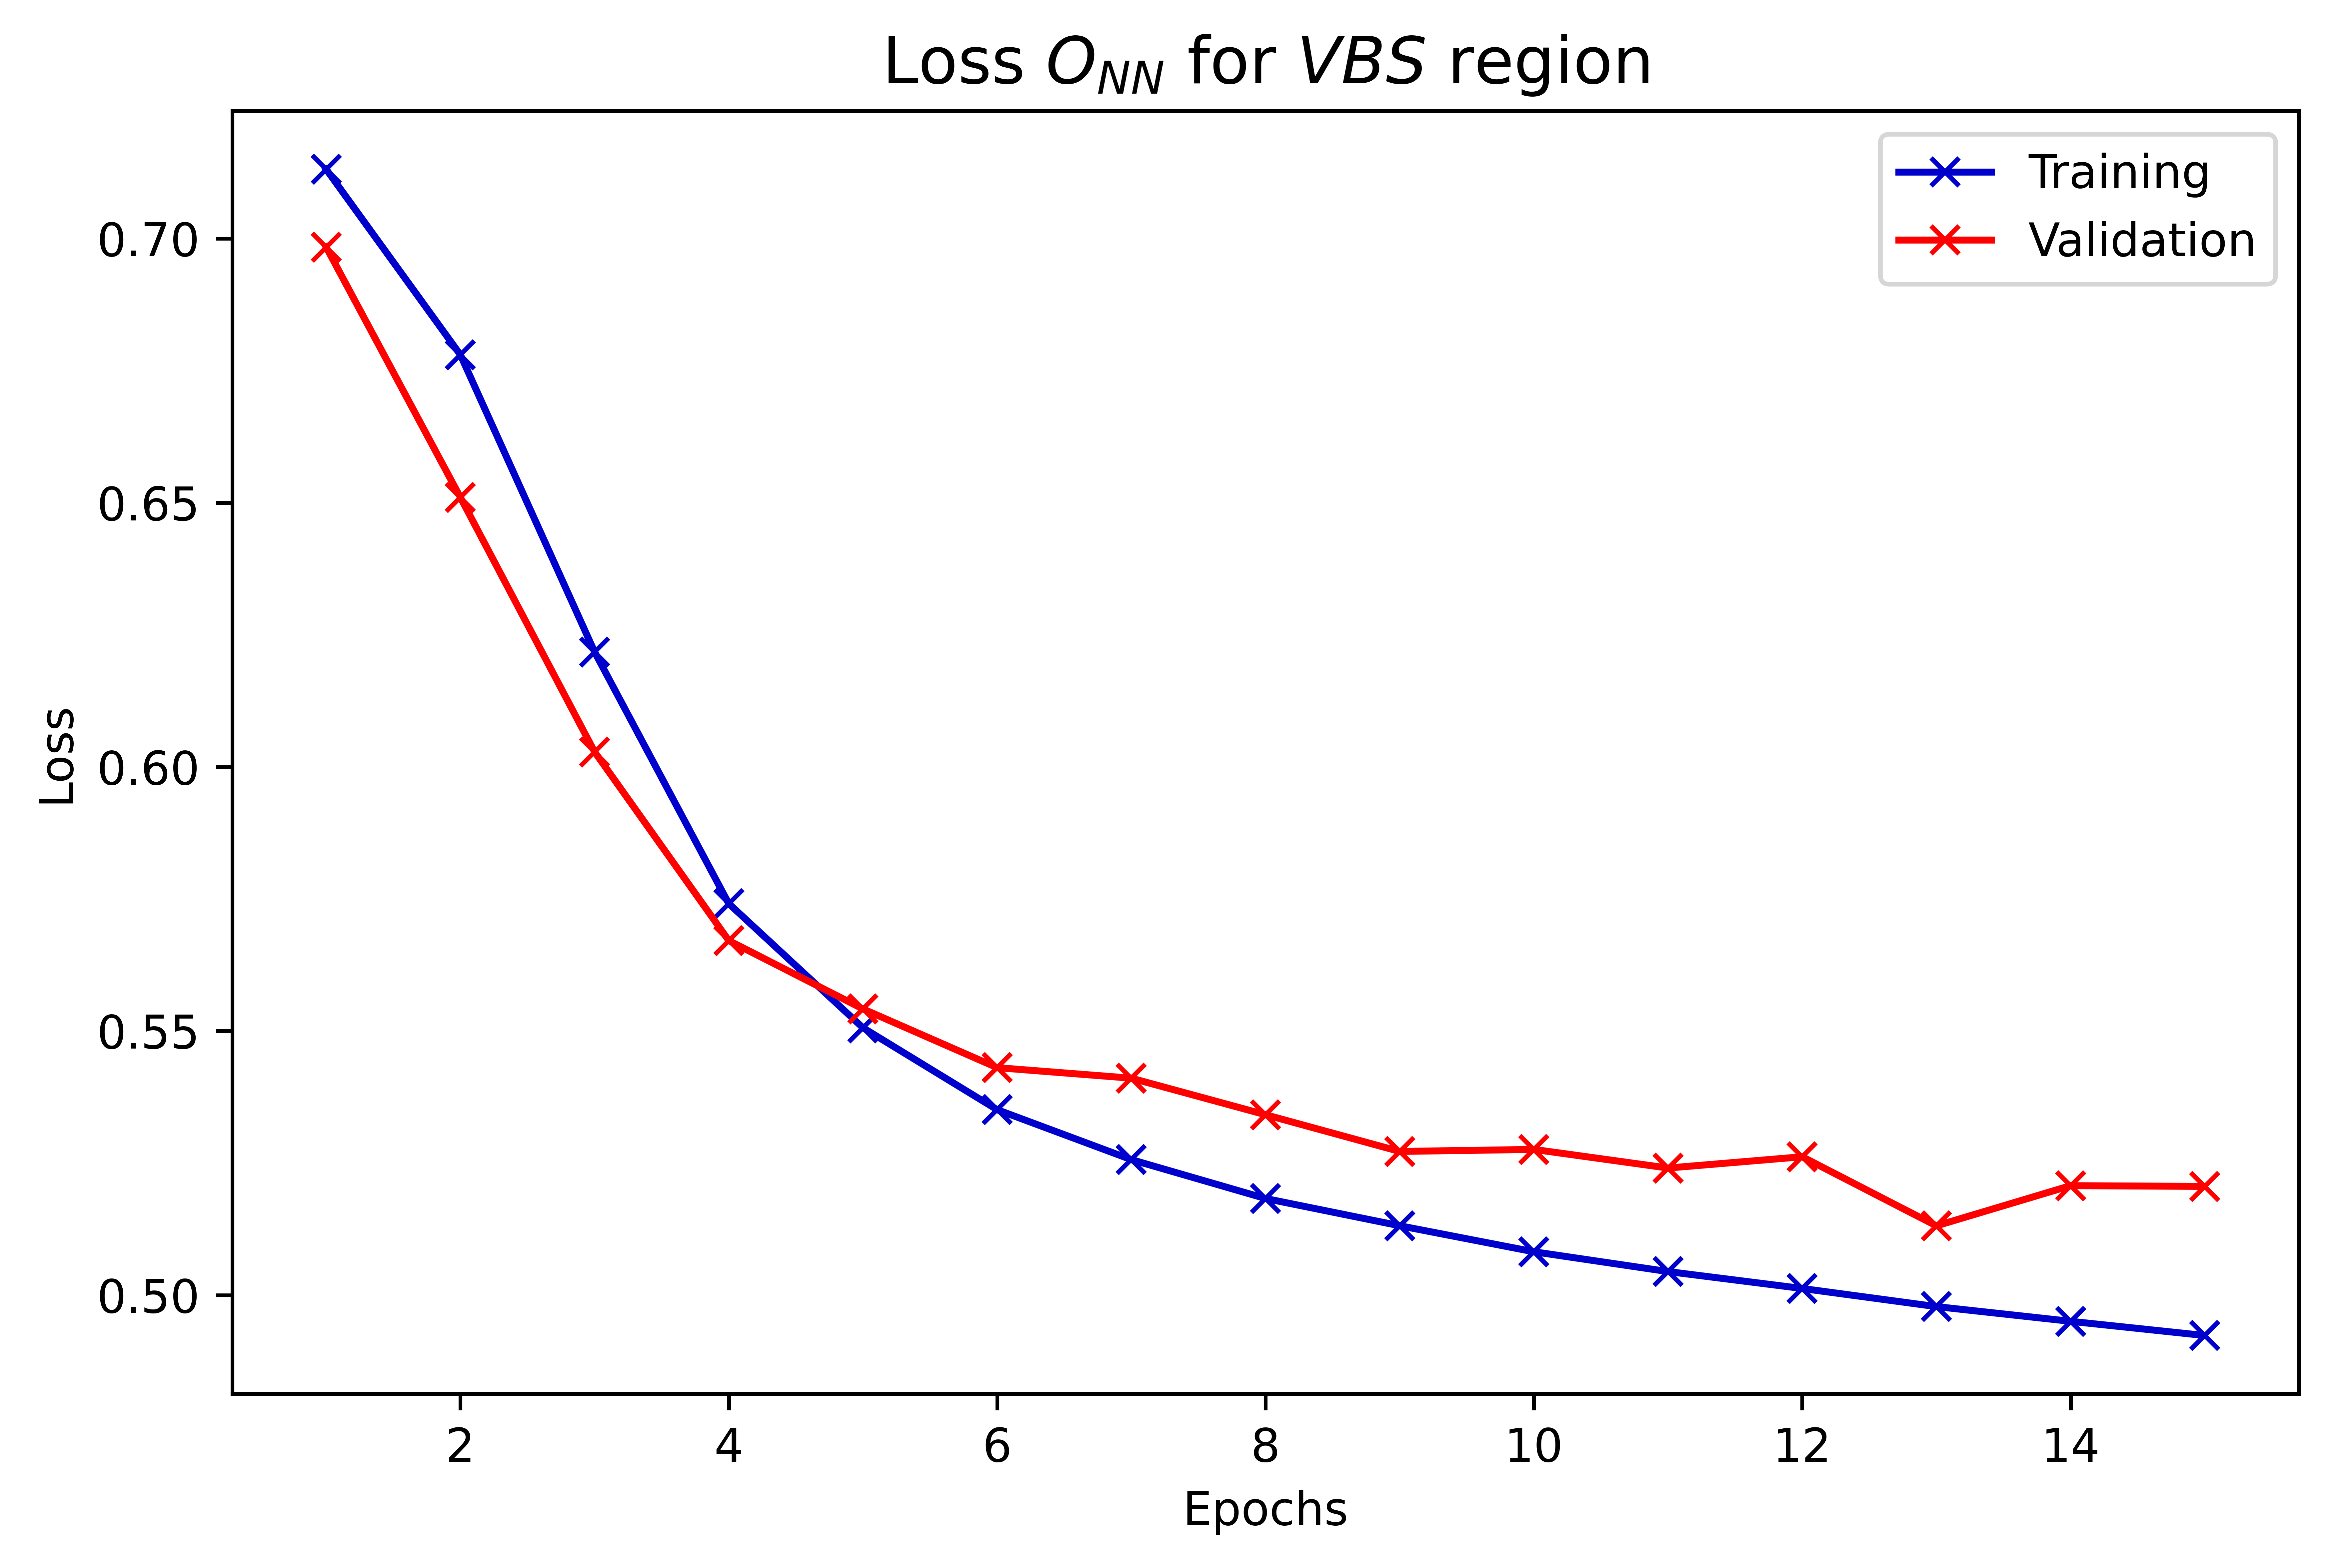 Loss O_NN for VBS region
Training
Validation
0.70
0.65
0.60
0.55
0.50
Loss
2 4 6 8 10 12 14
Epochs